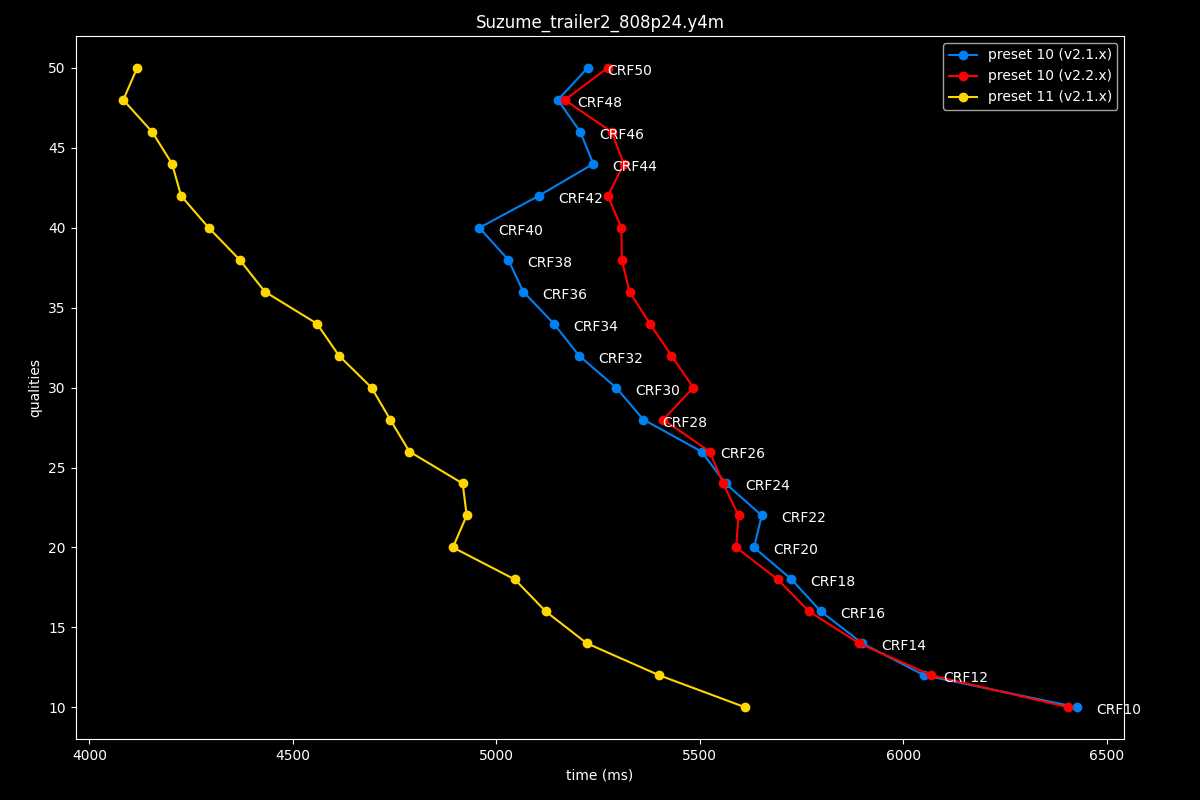 Suzume_trailer2_808p24.y4m
preset 10 (v2.1.x)
preset 10 (v2.2.x)
preset 11 (v2.1.x)
qualities
50
45
40
35
30
25
20
15
10
CRF50
CRF48
CRF46
CRF44
CRF42
CRF40
CRF38
CRF36
CRF34
CRF32
CRF30
CRF28
CRF26
CRF24
CRF22
CRF20
CRF18
CRF16
CRF14
CRF12
CRF10
4000 4500 5000 5500 6000 6500
time (ms)